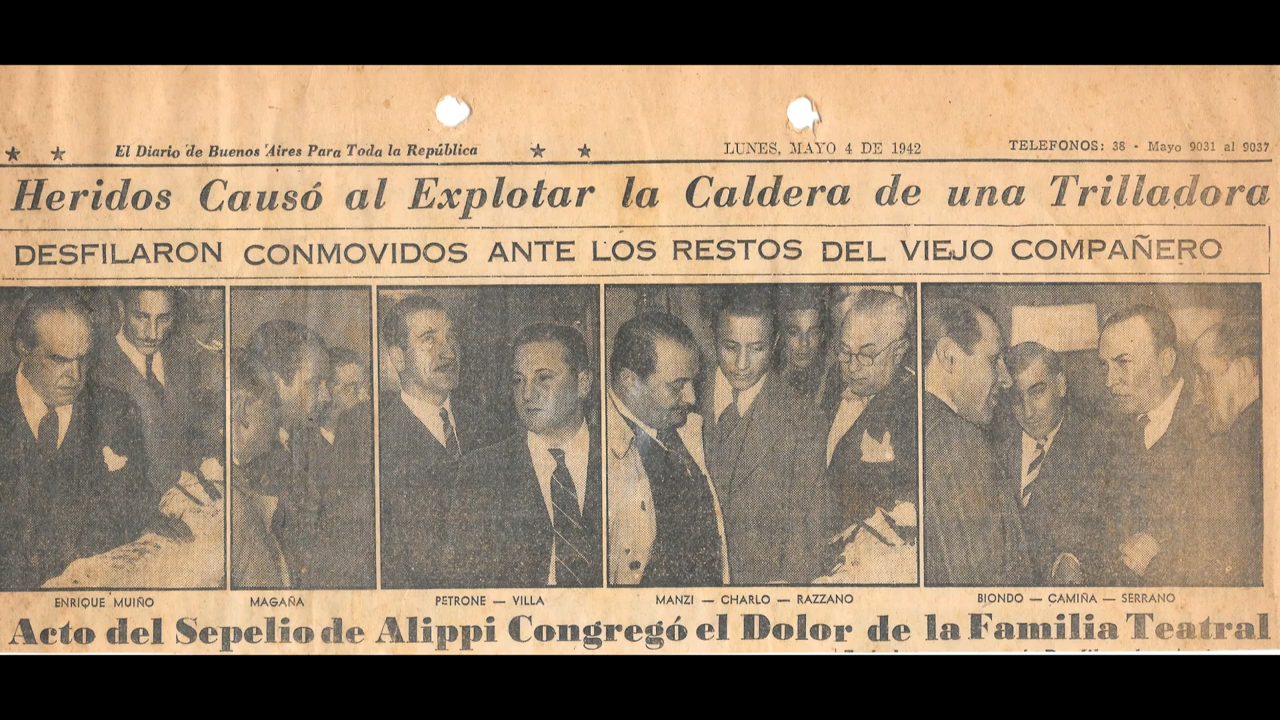 El Diario de Buenos Aires Para Toda la República
LUNES, MAYO 4 DE 1942
TELEFONOS: 38 - Mayo 9031 al 9037
Heridos Causó al Explotar la Caldera de una Trilladora
DESFILARON CONMOVIDOS ANTE LOS RESTOS DEL VIEJO COMPAÑERO
ENRIQUE MUIÑO
MAGAÑA
PETRONE — VILLA
MANZI — CHARLO — RAZZANO
BIONDO — CAMIÑA — SERRANO
Acto del Sepelio de Alippi Congregó el Dolor de la Familia Teatral